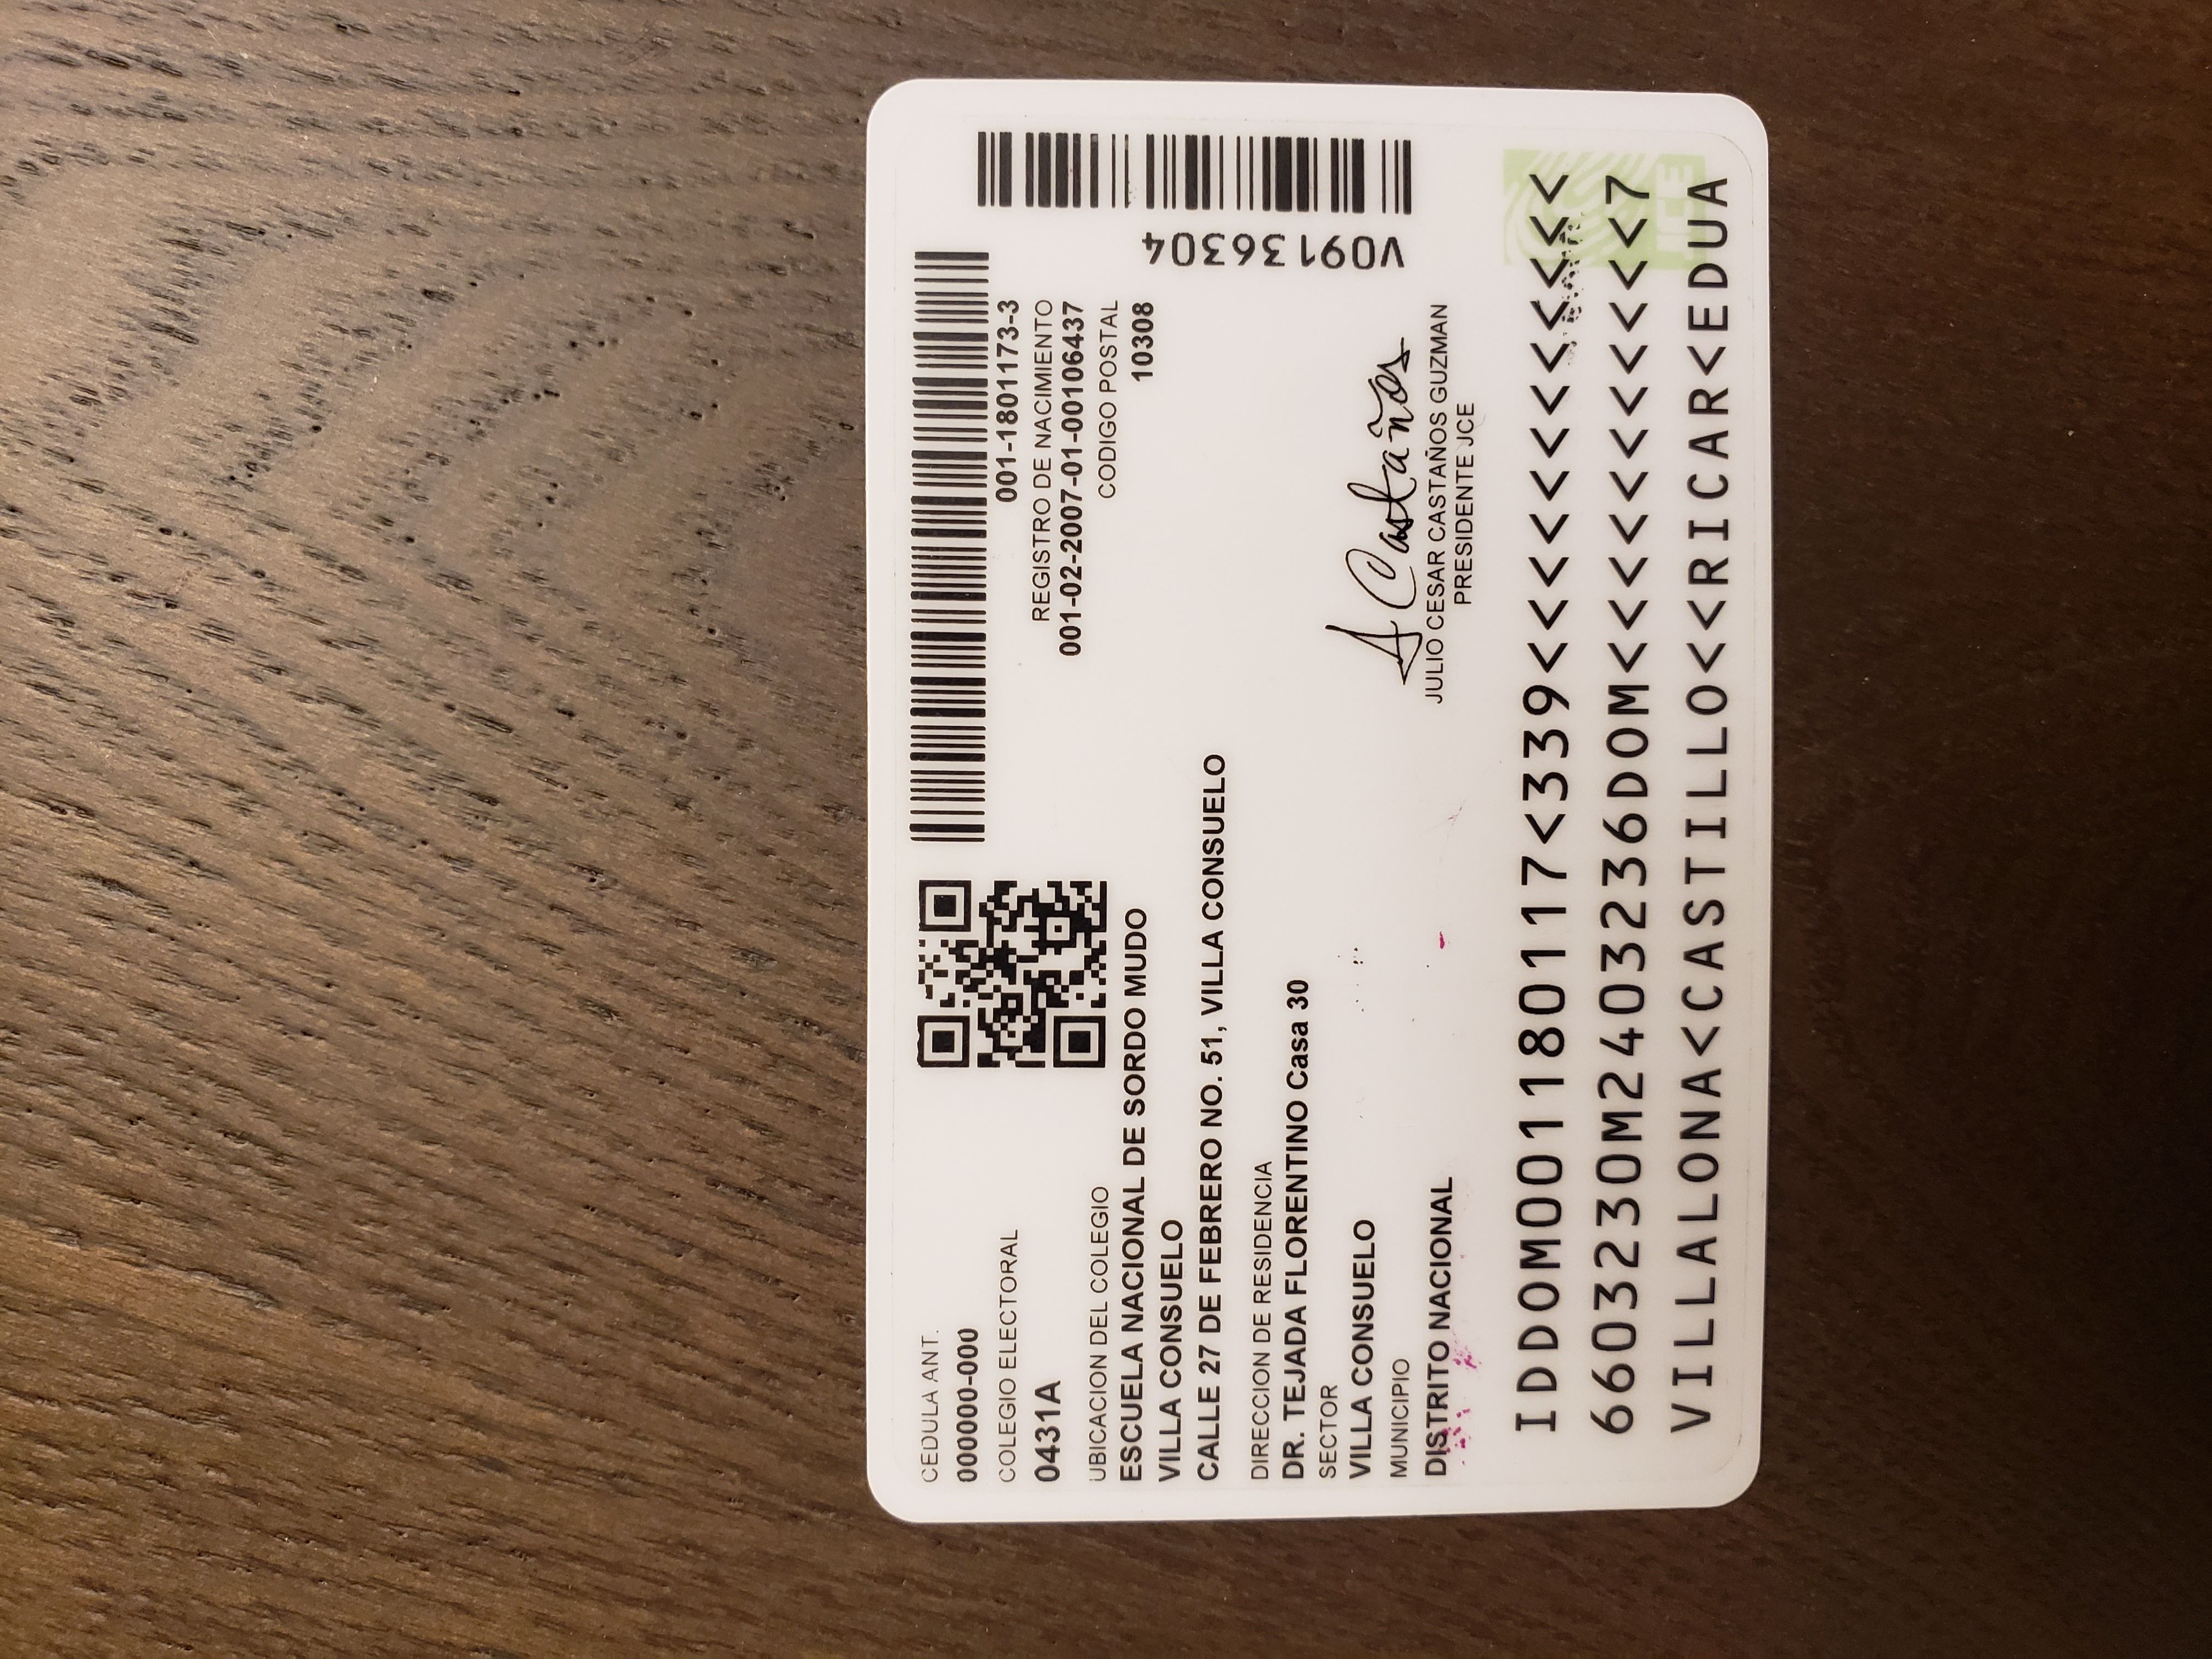 CEDULA ANT.
000000-000
COLEGIO ELECTORAL
0431A
UBICACION DEL COLEGIO
ESCUELA NACIONAL DE SORDO MUDO
VILLA CONSUELO
CALLE 27 DE FEBRERO NO. 51, VILLA CONSUELO
DIRECCION DE RESIDENCIA
DR. TEJADA FLORENTINO Casa 30
SECTOR
VILLA CONSUELO
MUNICIPIO
DISTRITO NACIONAL
001-1801173-3
REGISTRO DE NACIMIENTO
001-02-2007-01-00106437
CODIGO POSTAL
10308
V09136304
J Castaños
JULIO CESAR CASTAÑOS GUZMAN
PRESIDENTE JCE
IDDOM001180117<339<<<<<<<<<<<<
6603230M2403236DOM<<<<<<<<<<<7
VILLALONA<CASTILLO<<RICAR<EDUA
JCE